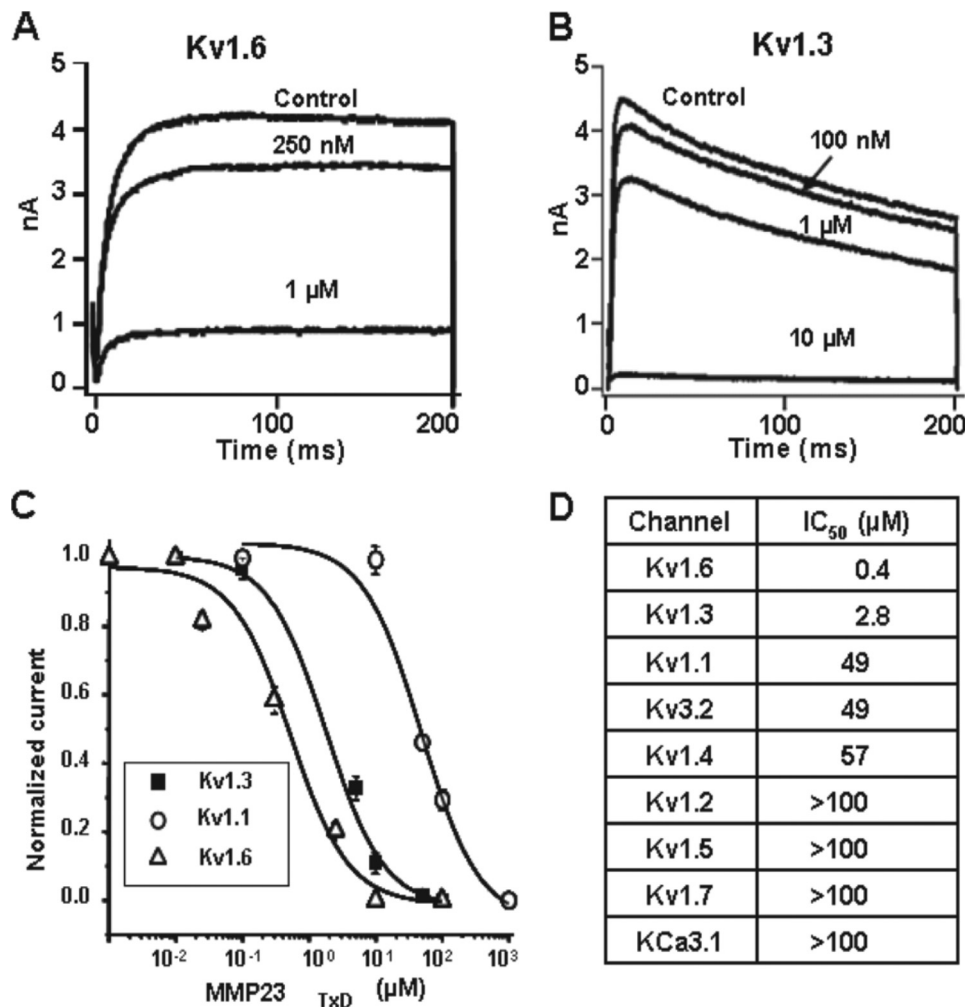 A
Kv1.6
5
4
3
2
1
0
nA
Control
250 nM
1 µM
0 100 200
Time (ms)
B
Kv1.3
5
4
3
2
1
0
nA
Control
100 nM
1 µM
10 µM
0 100 200
Time (ms)
C
1.0
0.8
0.6
0.4
0.2
0.0
Normalized current
Kv1.3
Kv1.1
Kv1.6
10-2 10-1 100 101 102 103
MMP23 TxD (µM)
D
Channel IC50 (µM)
Kv1.6 0.4
Kv1.3 2.8
Kv1.1 49
Kv3.2 49
Kv1.4 57
Kv1.2 >100
Kv1.5 >100
Kv1.7 >100
KCa3.1 >100